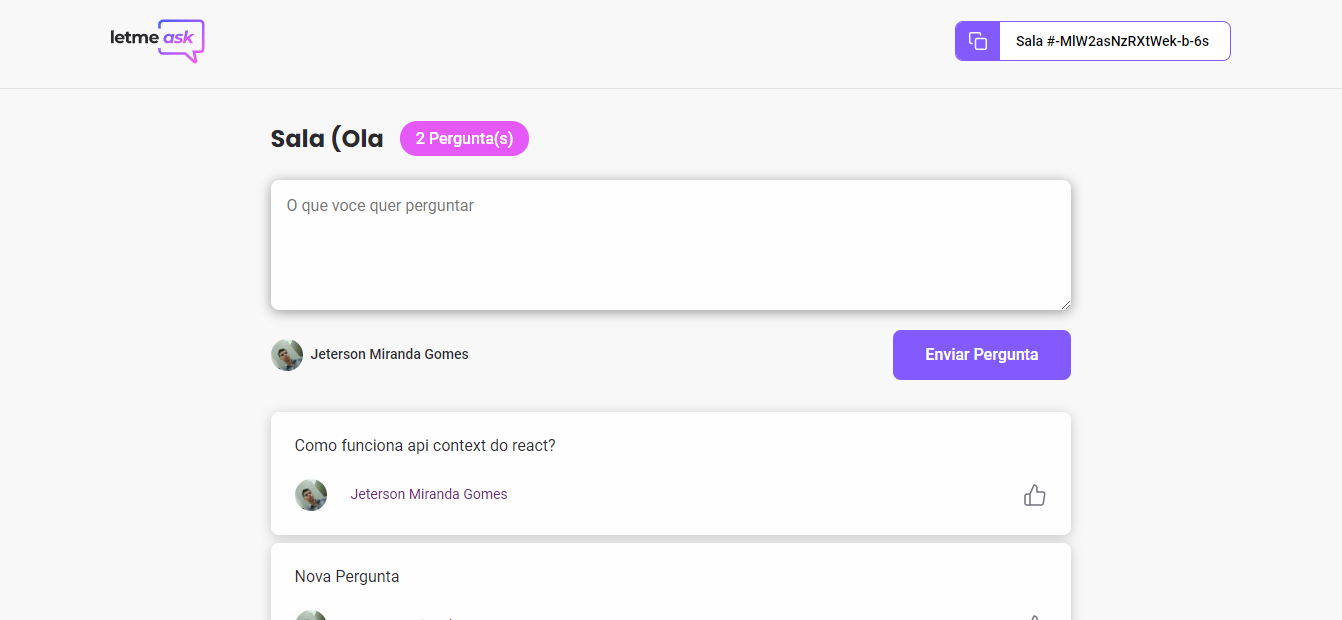 letme ask
Sala #-MlW2asNzRXtWek-b-6s
Sala (Ola
2 Pergunta(s)
O que voce quer perguntar
Jeterson Miranda Gomes
Enviar Pergunta
Como funciona api context do react?
Jeterson Miranda Gomes
Nova Pergunta